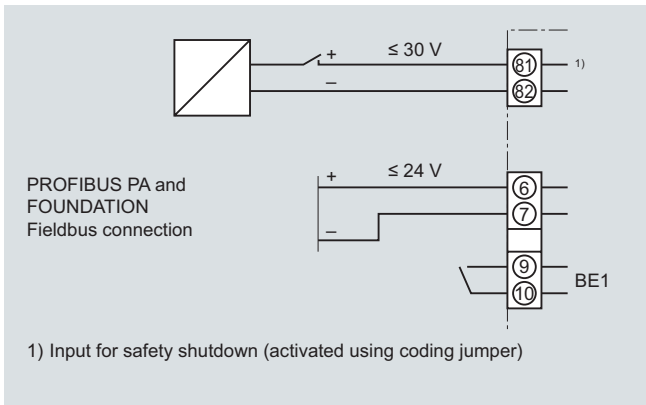 + ≤ 30 V
81 1)
–
82
PROFIBUS PA and
FOUNDATION
Fieldbus connection
+ ≤ 24 V
6
7
–
9
10
BE1
1) Input for safety shutdown (activated using coding jumper)